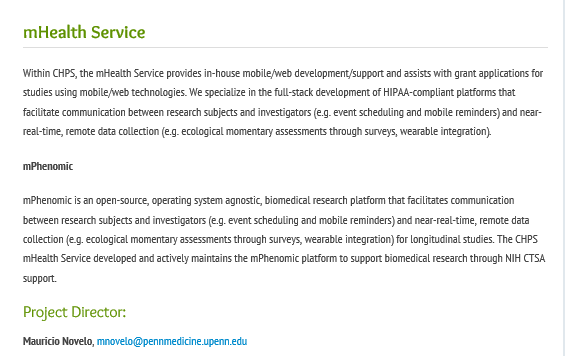 mHealth Service
Within CHPS, the mHealth Service provides in-house mobile/web development/support and assists with grant applications for
studies using mobile/web technologies. We specialize in the full-stack development of HIPAA-compliant platforms that
facilitate communication between research subjects and investigators (e.g. event scheduling and mobile reminders) and near-
real-time, remote data collection (e.g. ecological momentary assessments through surveys, wearable integration).
mPhenomic
mPhenomic is an open-source, operating system agnostic, biomedical research platform that facilitates communication
between research subjects and investigators (e.g. event scheduling and mobile reminders) and near-real-time, remote data
collection (e.g. ecological momentary assessments through surveys, wearable integration) for longitudinal studies. The CHPS
mHealth Service developed and actively maintains the mPhenomic platform to support biomedical research through NIH CTSA
support.
Project Director:
Mauricio Novelo, mnovelo@pennmedicine.upenn.edu